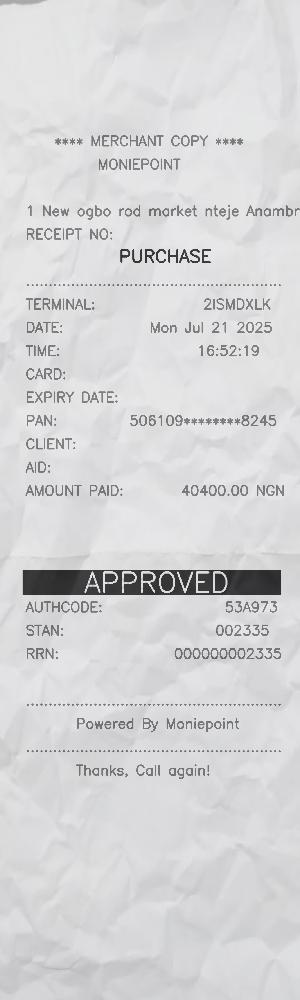 **** MERCHANT COPY ****
MONIEPOINT
1 New ogbo rod market nteje Anambr
RECEIPT NO:
PURCHASE
TERMINAL: 2ISMDXLK
DATE: Mon Jul 21 2025
TIME: 16:52:19
CARD:
EXPIRY DATE:
PAN: 506109********8245
CLIENT:
AID:
AMOUNT PAID: 40400.00 NGN
APPROVED
AUTHCODE: 53A973
STAN: 002335
RRN: 000000002335
Powered By Moniepoint
Thanks, Call again!